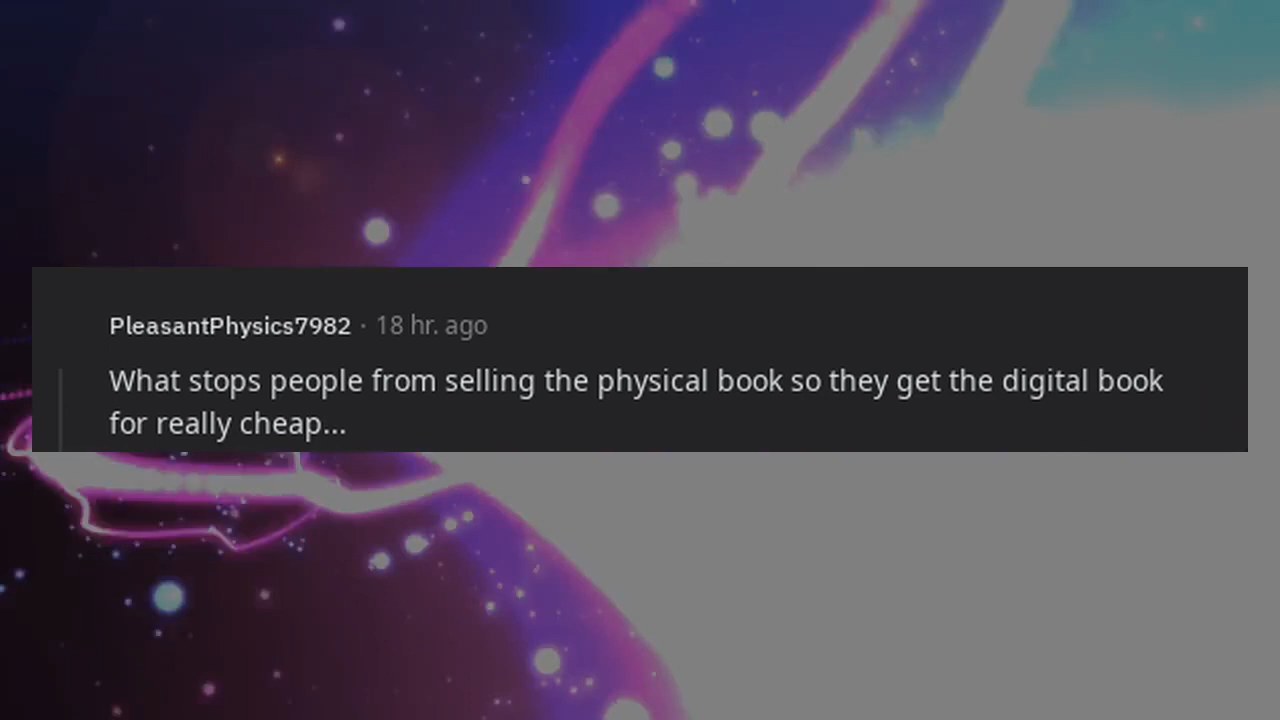 PleasantPhysics7982 · 18 hr. ago
What stops people from selling the physical book so they get the digital book
for really cheap...